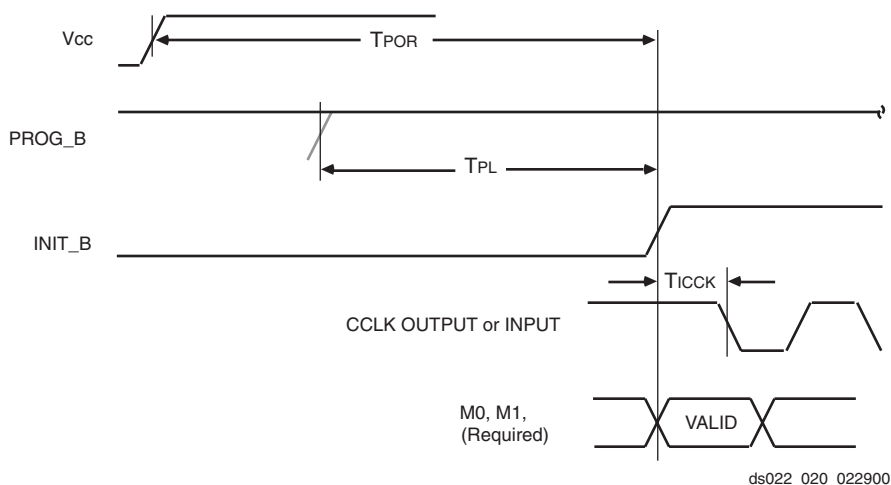 Vcc
TPOR
PROG_B
TPL
INIT_B
TICCK
CCLK OUTPUT or INPUT
M0, M1,
(Required)
VALID
ds022_020_022900